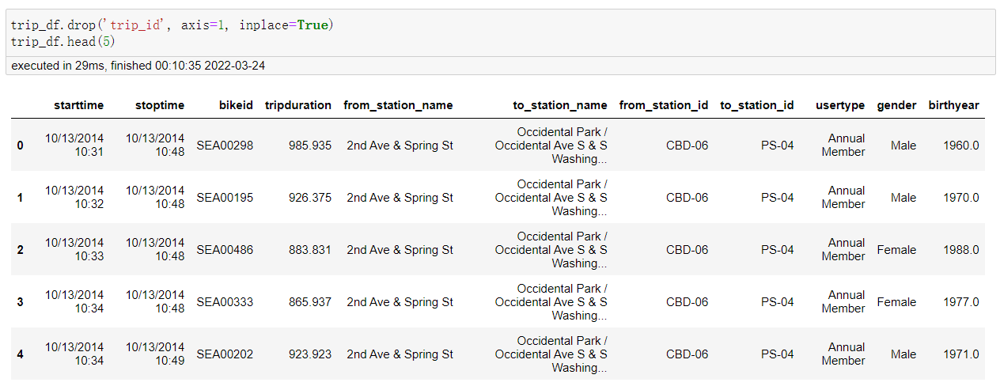 trip_df.drop('trip_id', axis=1, inplace=True)
trip_df.head(5)
executed in 29ms, finished 00:10:35 2022-03-24
starttime stoptime bikeid tripduration from_station_name to_station_name from_station_id to_station_id usertype gender birthyear
0 10/13/2014 10:31 10/13/2014 10:48 SEA00298 985.935 2nd Ave & Spring St Occidental Park / Occidental Ave S & S Washing... CBD-06 PS-04 Annual Member Male 1960.0
1 10/13/2014 10:32 10/13/2014 10:48 SEA00195 926.375 2nd Ave & Spring St Occidental Park / Occidental Ave S & S Washing... CBD-06 PS-04 Annual Member Male 1970.0
2 10/13/2014 10:33 10/13/2014 10:48 SEA00486 883.831 2nd Ave & Spring St Occidental Park / Occidental Ave S & S Washing... CBD-06 PS-04 Annual Member Female 1988.0
3 10/13/2014 10:34 10/13/2014 10:48 SEA00333 865.937 2nd Ave & Spring St Occidental Park / Occidental Ave S & S Washing... CBD-06 PS-04 Annual Member Female 1977.0
4 10/13/2014 10:34 10/13/2014 10:49 SEA00202 923.923 2nd Ave & Spring St Occidental Park / Occidental Ave S & S Washing... CBD-06 PS-04 Annual Member Male 1971.0